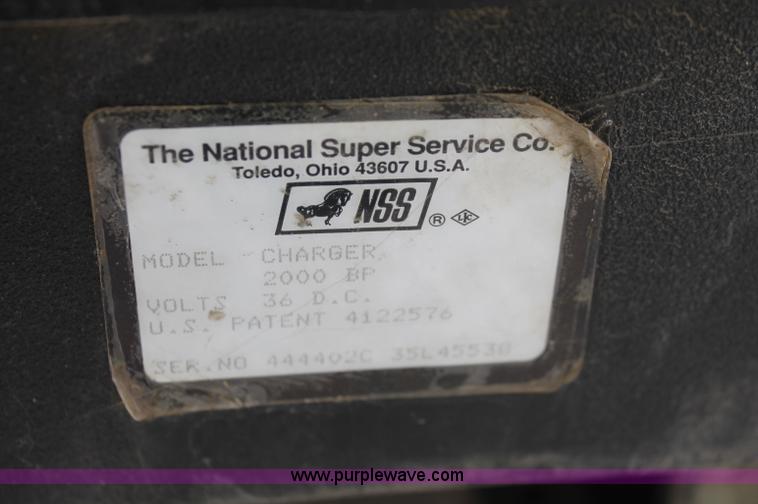 The National Super Service Co.
Toledo, Ohio 43607 U.S.A.
NSS ®
MODEL CHARGER
2000 BP
VOLTS 36 D.C.
U.S. PATENT 4122576
SER.NO 444402C 35L45538
www.purplewave.com